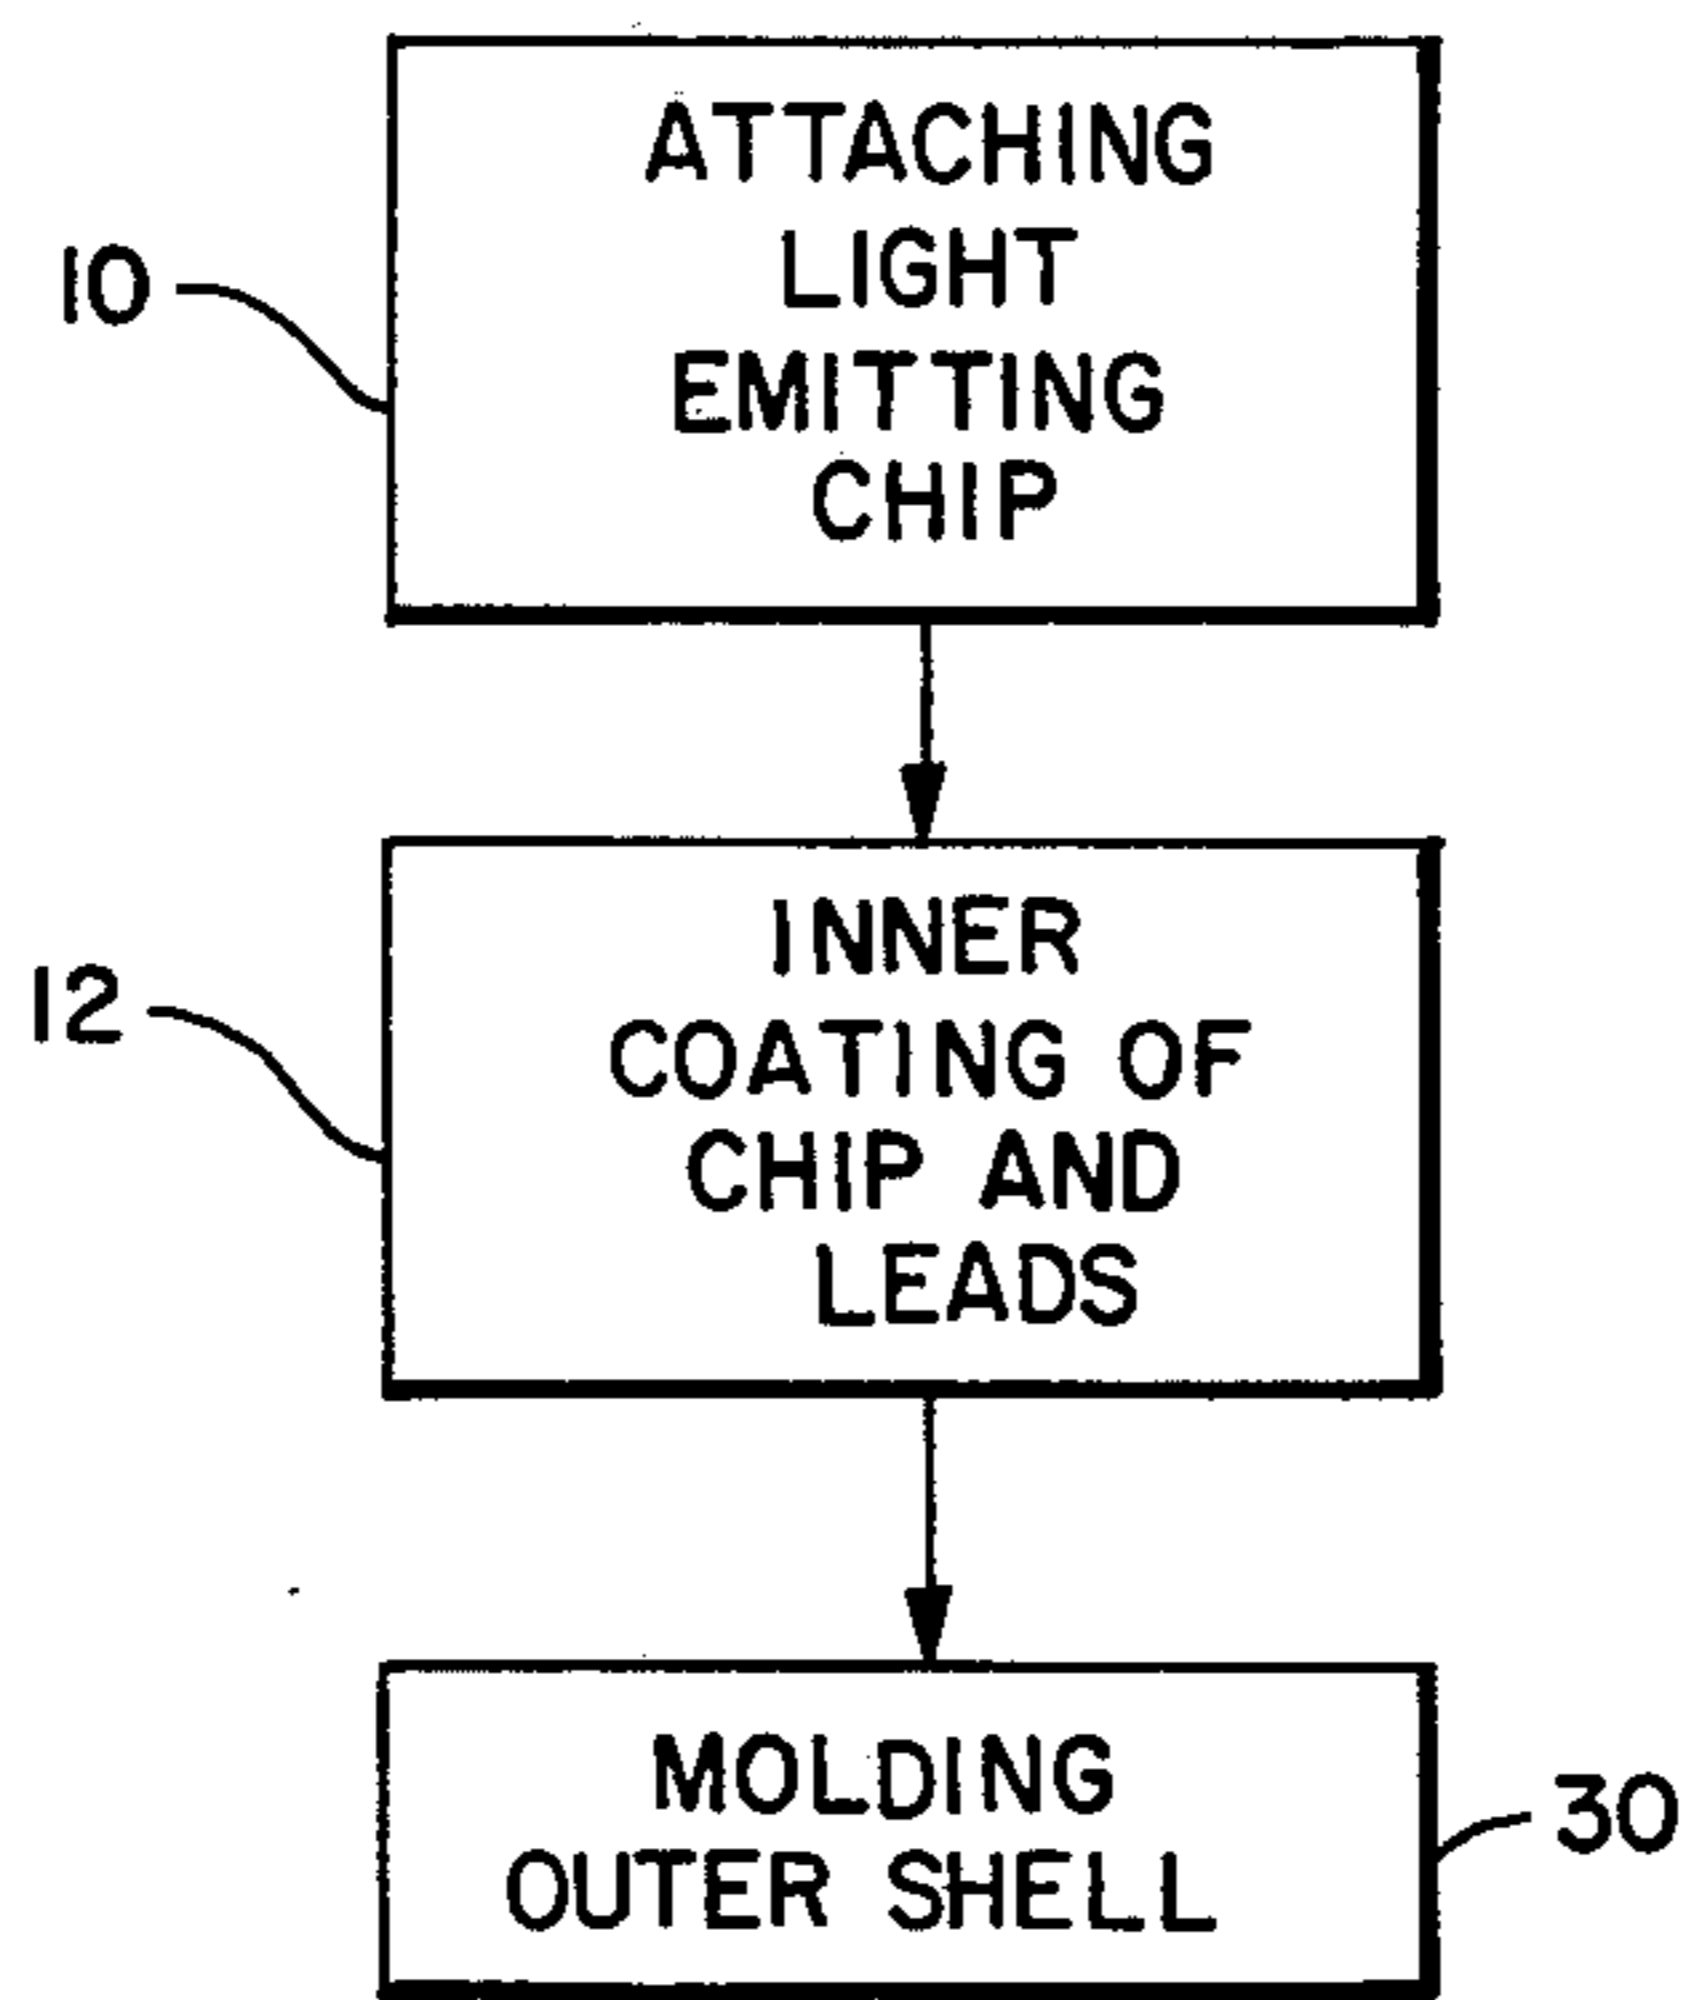 ATTACHING
LIGHT
EMITTING
CHIP
10
INNER
COATING OF
CHIP AND
LEADS
12
MOLDING
OUTER SHELL
30